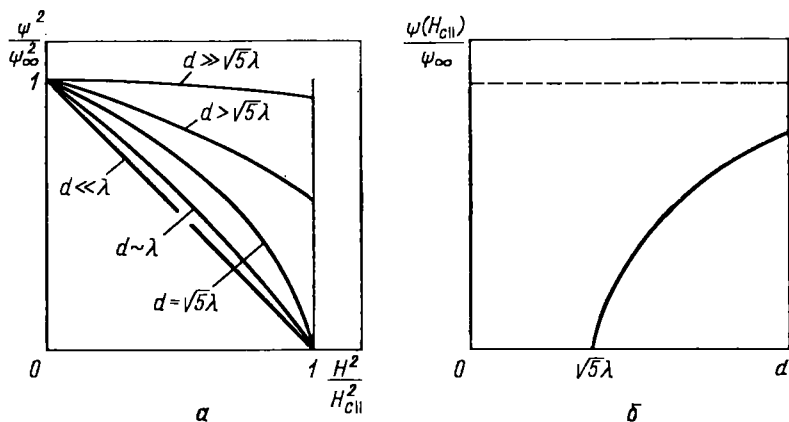 ψ²/ψ∞²
1
d ≫ √5λ
d > √5λ
d ≪ λ
d ~ λ
d = √5λ
0
1
H²/H²c||
а
ψ(Hc||)/ψ∞
0
√5λ
d
б